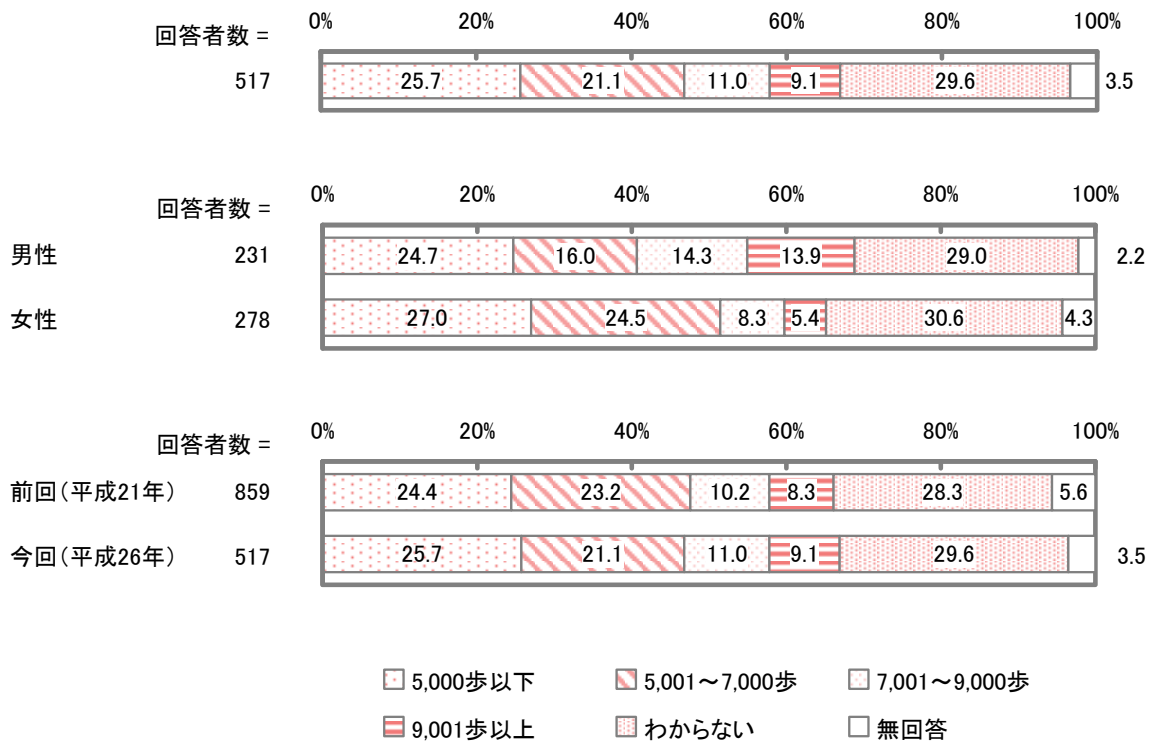 0% 20% 40% 60% 80% 100%
回答者数 =
517 25.7 21.1 11.0 9.1 29.6 3.5
0% 20% 40% 60% 80% 100%
回答者数 =
男性 231 24.7 16.0 14.3 13.9 29.0 2.2
女性 278 27.0 24.5 8.3 5.4 30.6 4.3
0% 20% 40% 60% 80% 100%
回答者数 =
前回(平成21年) 859 24.4 23.2 10.2 8.3 28.3 5.6
今回(平成26年) 517 25.7 21.1 11.0 9.1 29.6 3.5
5,000歩以下 5,001～7,000歩 7,001～9,000歩
9,001歩以上 わからない 無回答